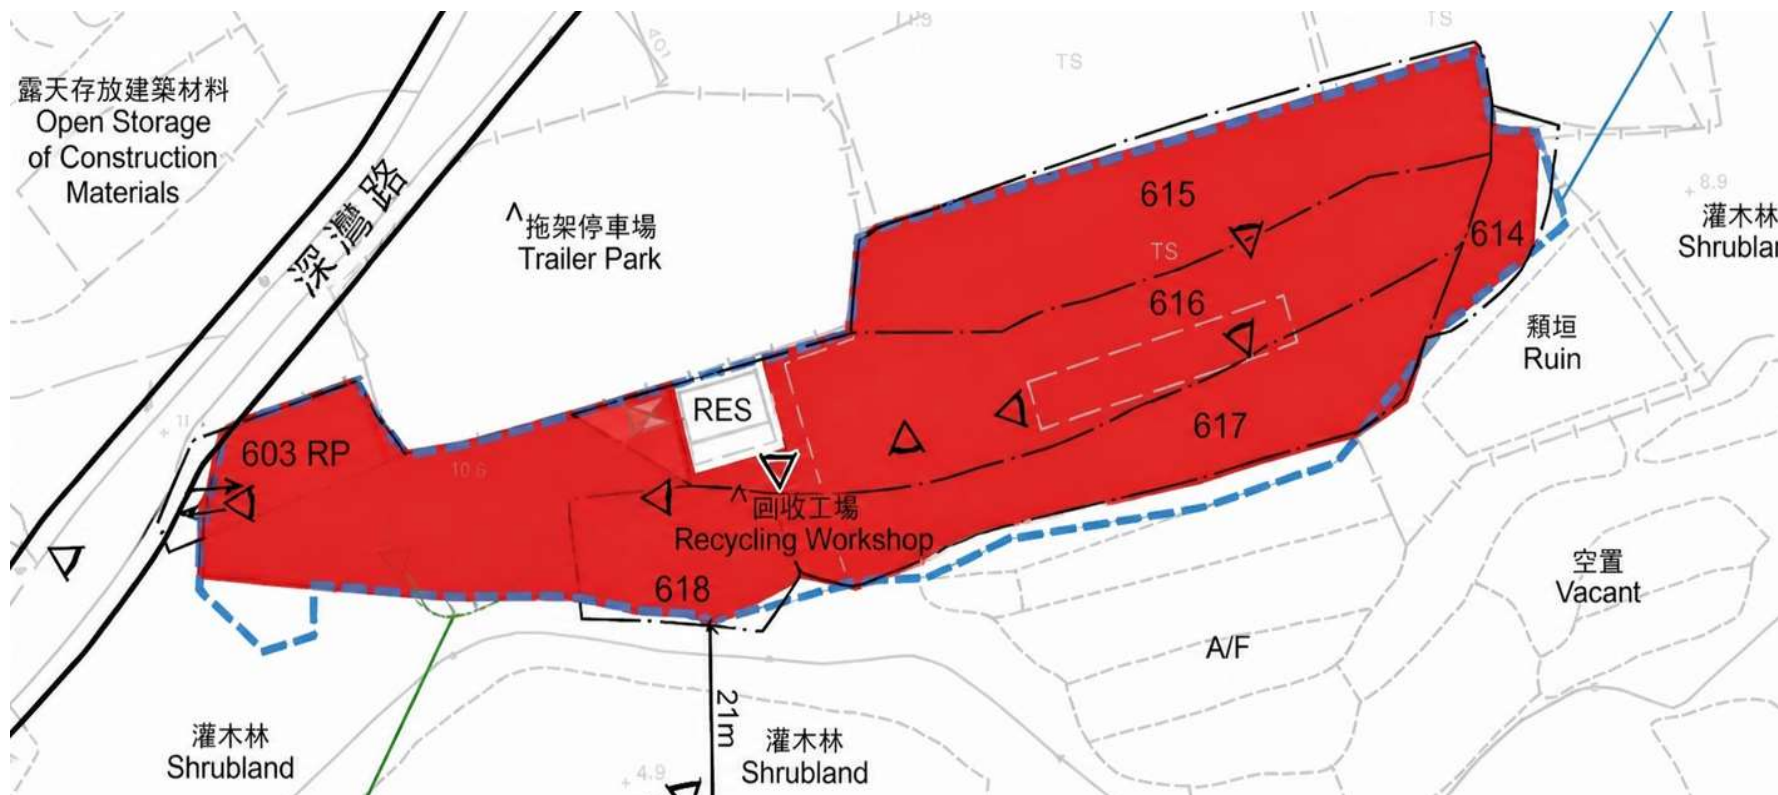 1.9
TS
TS
401
露天存放建築材料
Open Storage
of Construction
Materials
深灣路
拖架停車場
Trailer Park
615
8.9
灌木林
614
TS
616
頹垣
Ruin
RES
617
603 RP
10.6
回收工場
Recycling Workshop
618
空置
Vacant
A/F
21m
灌木林
Shrubland
灌木林
Shrubland
4.9